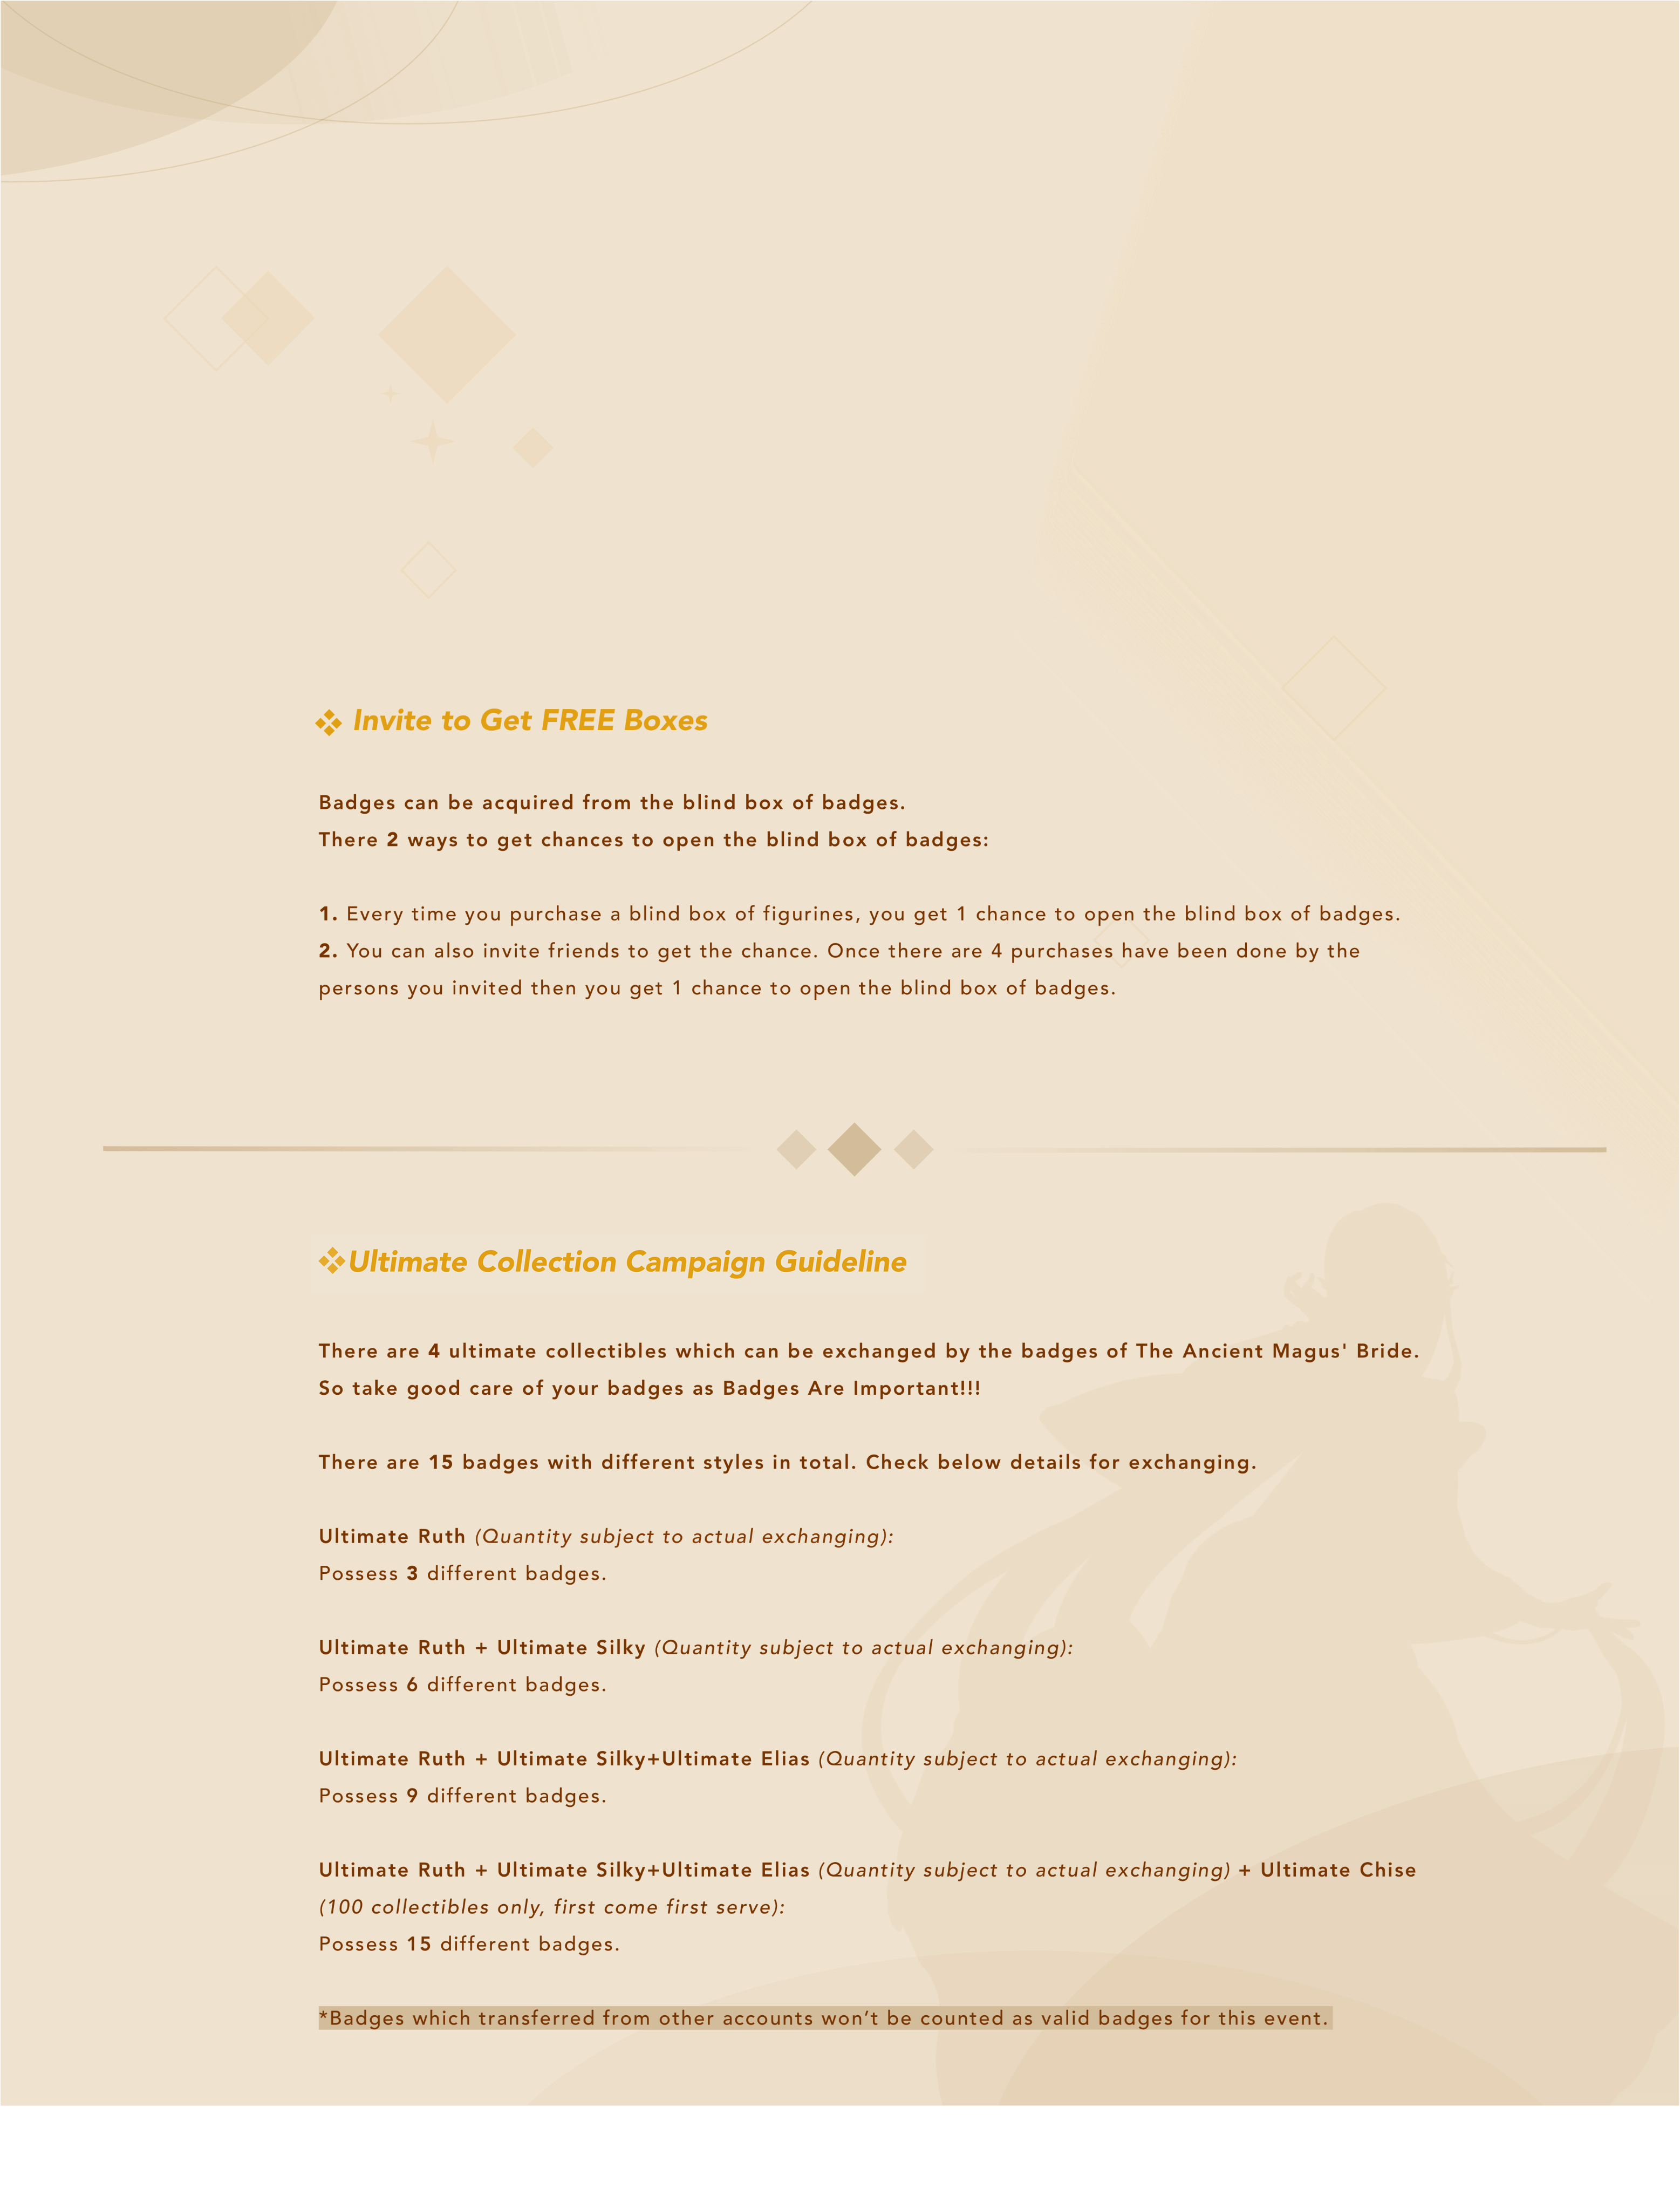 Invite to Get FREE Boxes
Badges can be acquired from the blind box of badges.
There 2 ways to get chances to open the blind box of badges:
1. Every time you purchase a blind box of figurines, you get 1 chance to open the blind box of badges.
2. You can also invite friends to get the chance. Once there are 4 purchases have been done by the
persons you invited then you get 1 chance to open the blind box of badges.
Ultimate Collection Campaign Guideline
There are 4 ultimate collectibles which can be exchanged by the badges of The Ancient Magus' Bride.
So take good care of your badges as Badges Are Important!!!
There are 15 badges with different styles in total. Check below details for exchanging.
Ultimate Ruth (Quantity subject to actual exchanging):
Possess 3 different badges.
Ultimate Ruth + Ultimate Silky (Quantity subject to actual exchanging):
Possess 6 different badges.
Ultimate Ruth + Ultimate Silky+Ultimate Elias (Quantity subject to actual exchanging):
Possess 9 different badges.
Ultimate Ruth + Ultimate Silky+Ultimate Elias (Quantity subject to actual exchanging) + Ultimate Chise
(100 collectibles only, first come first serve):
Possess 15 different badges.
*Badges which transferred from other accounts won’t be counted as valid badges for this event.